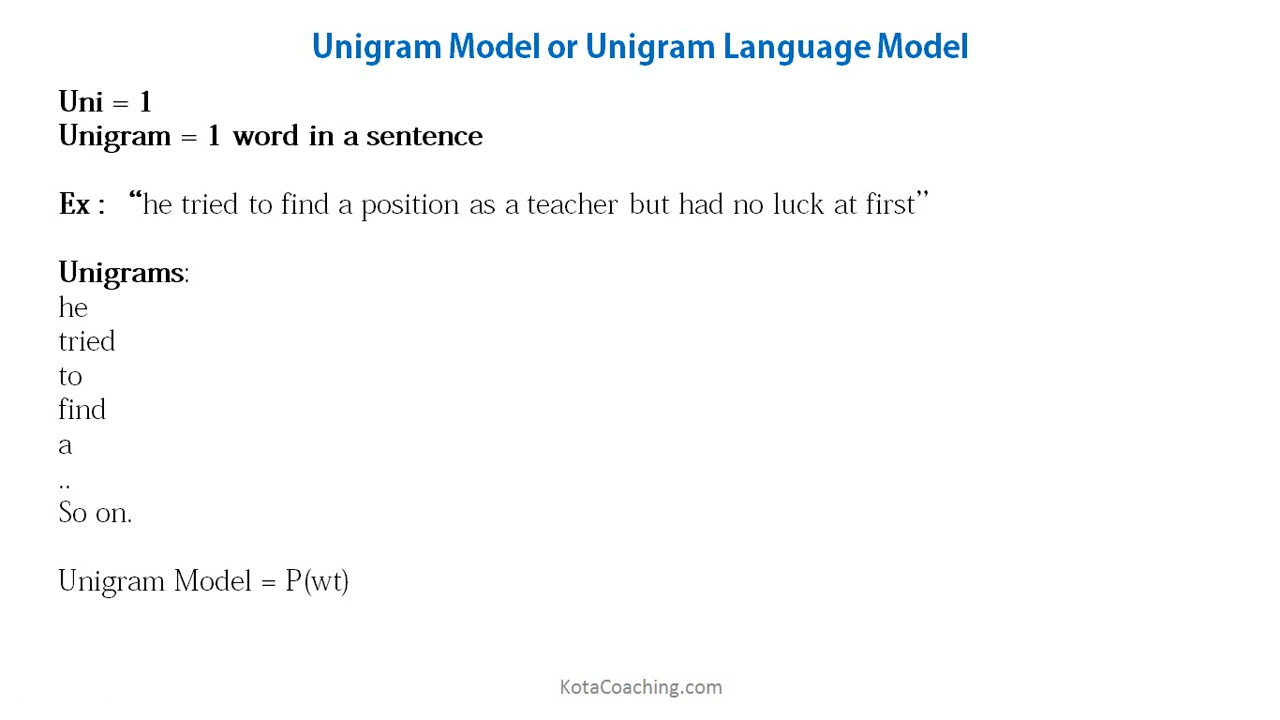 Unigram Model or Unigram Language Model
Uni = 1
Unigram = 1 word in a sentence
Ex : “he tried to find a position as a teacher but had no luck at first”
Unigrams:
he
tried
to
find
a
..
So on.
Unigram Model = P(wt)
KotaCoaching.com